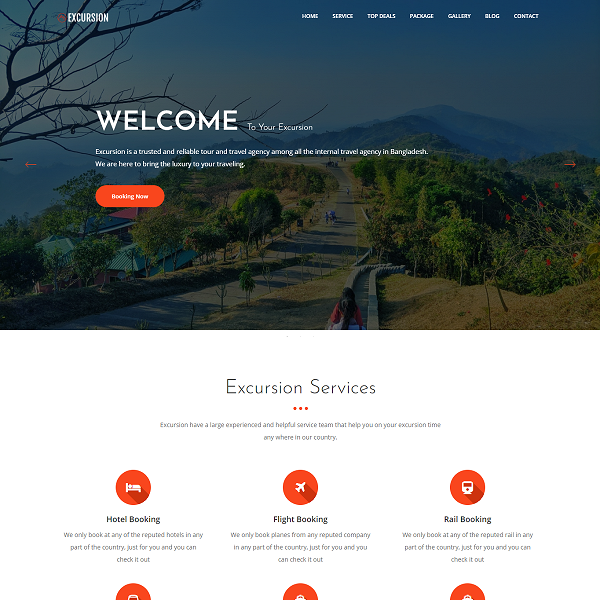 EXCURSION
HOME SERVICE TOP DEALS PACKAGE GALLERY BLOG CONTACT
WELCOME To Your Excursion
Excursion is a trusted and reliable tour and travel agency among all the internal travel agency in Bangladesh.
We are here to bring the luxury to your traveling.
Booking Now
Excursion Services
Excursion have a large experienced and helpful service team that help you on your excursion time
any where in our country.
Hotel Booking
We only book at any of the reputed hotels in any
part of the country, Just for you and you can
check it out
Flight Booking
We only book planes from any reputed company
in any part of the country, Just for you and you
can check it out
Rail Booking
We only book at any of the reputed rail in any
part of the country, Just for you and you can
check it out